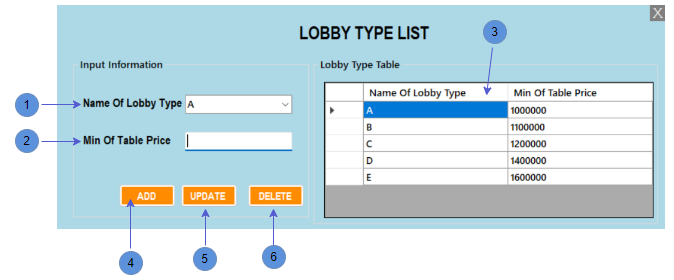 X
LOBBY TYPE LIST
3
Input Information
Lobby Type Table
Name Of Lobby Type Min Of Table Price
1 Name Of Lobby Type A
A 1000000
B 1100000
2 Min Of Table Price
C 1200000
D 1400000
E 1600000
ADD UPDATE DELETE
4 5 6